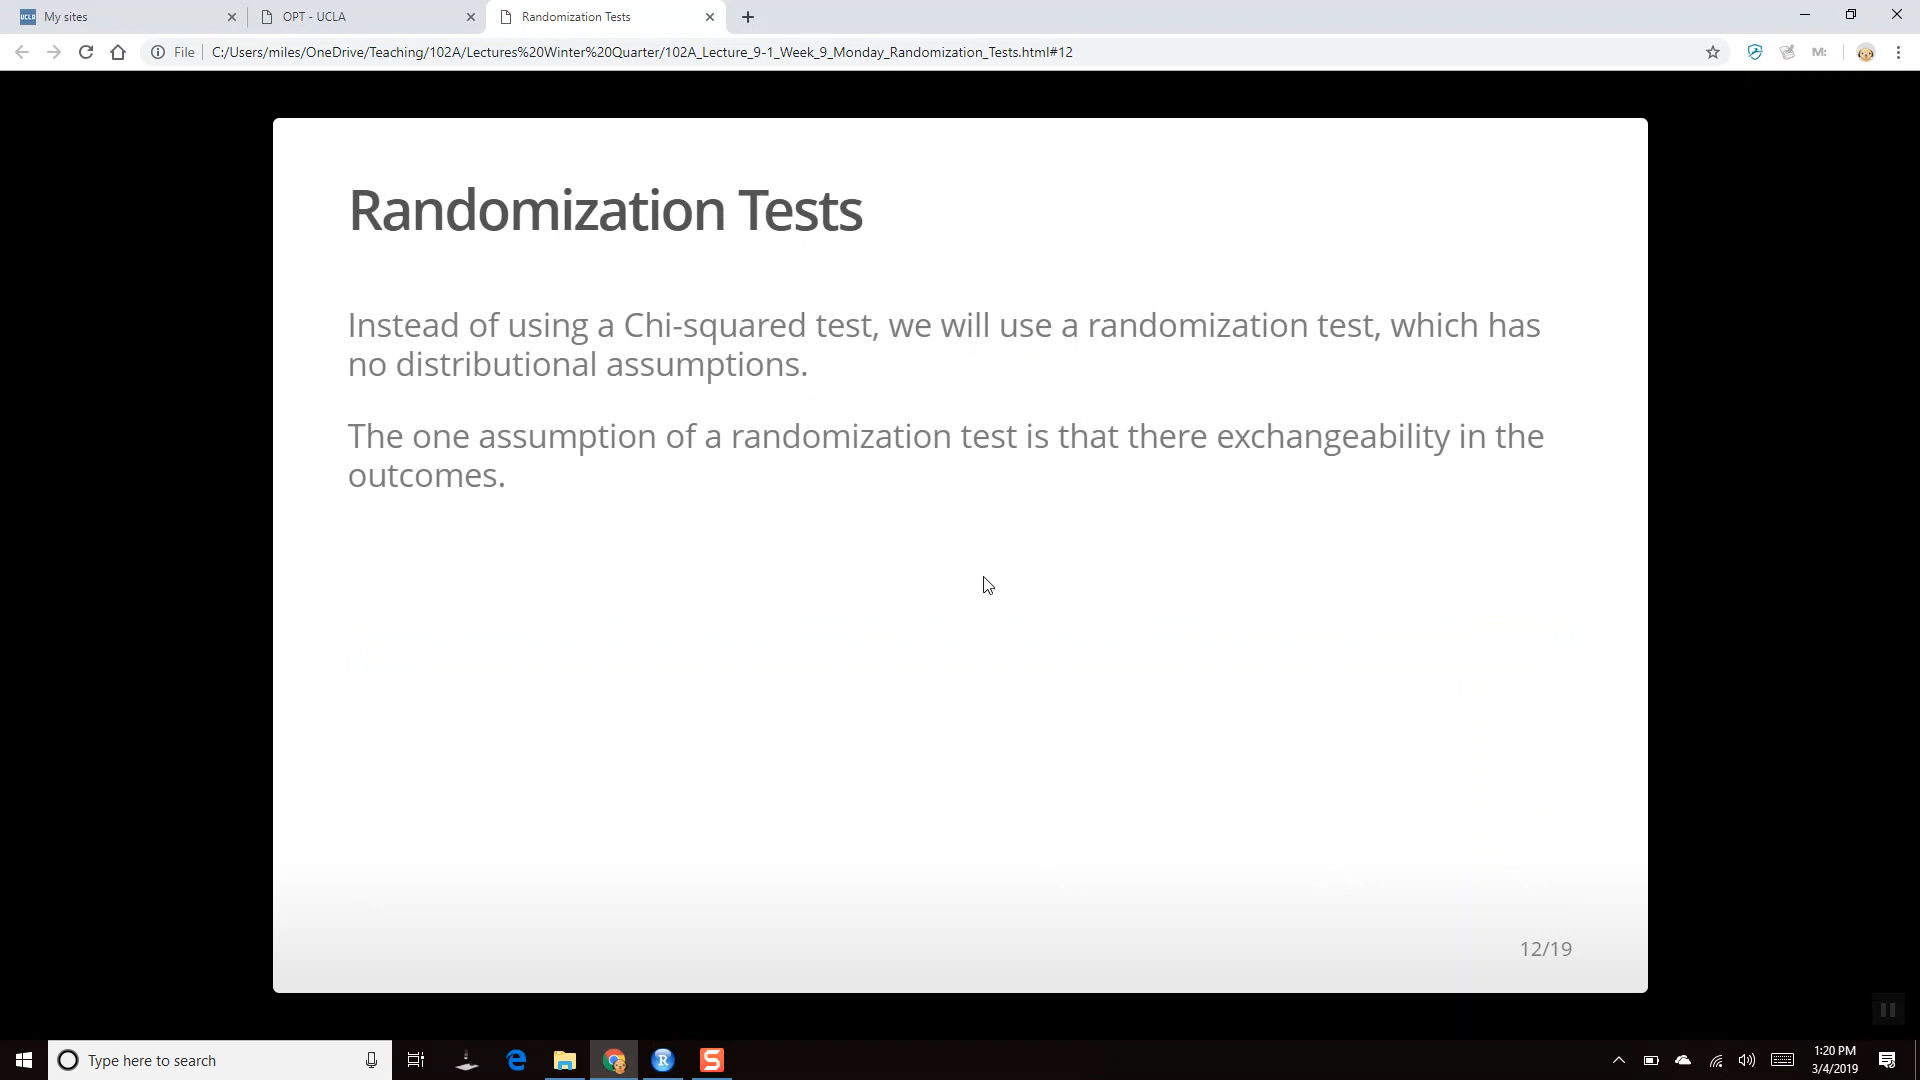 UCLA My sites
OPT - UCLA
Randomization Tests
File C:/Users/miles/OneDrive/Teaching/102A/Lectures%20Winter%20Quarter/102A_Lecture_9-1_Week_9_Monday_Randomization_Tests.html#12
M:
Randomization Tests
Instead of using a Chi-squared test, we will use a randomization test, which has
no distributional assumptions.
The one assumption of a randomization test is that there exchangeability in the
outcomes.
12/19
Type here to search
e
R
S
1:20 PM
3/4/2019